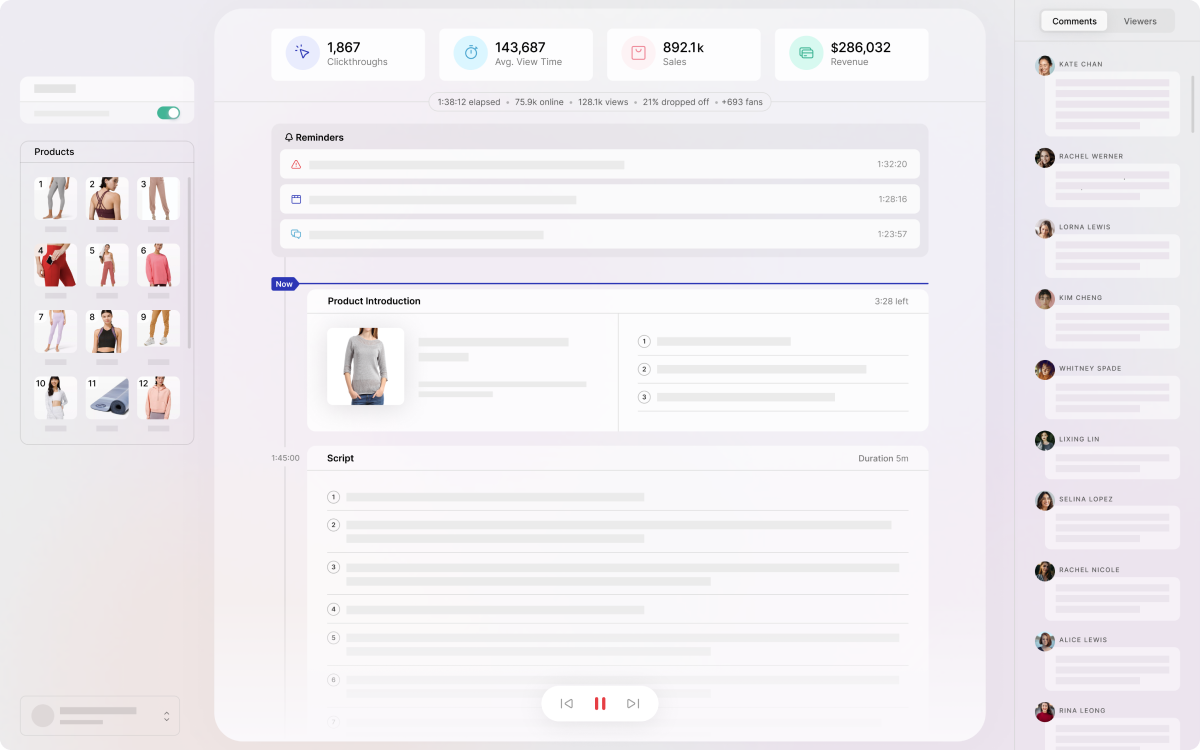 1,867
Clickthroughs
143,687
Avg. View Time
892.1k
Sales
$286,032
Revenue
1:38:12 elapsed • 75.9k online • 128.1k views • 21% dropped off • +693 fans
Products
1
2
3
4
5
6
7
8
9
10
11
12
Reminders
1:32:20
1:28:16
1:23:57
Now
Product Introduction
3:28 left
1
2
3
1:45:00
Script
Duration 5m
1
2
3
4
5
6
7
Comments
Viewers
KATE CHAN
RACHEL WERNER
LORNA LEWIS
KIM CHENG
WHITNEY SPADE
LIXING LIN
SELINA LOPEZ
RACHEL NICOLE
ALICE LEWIS
RINA LEONG